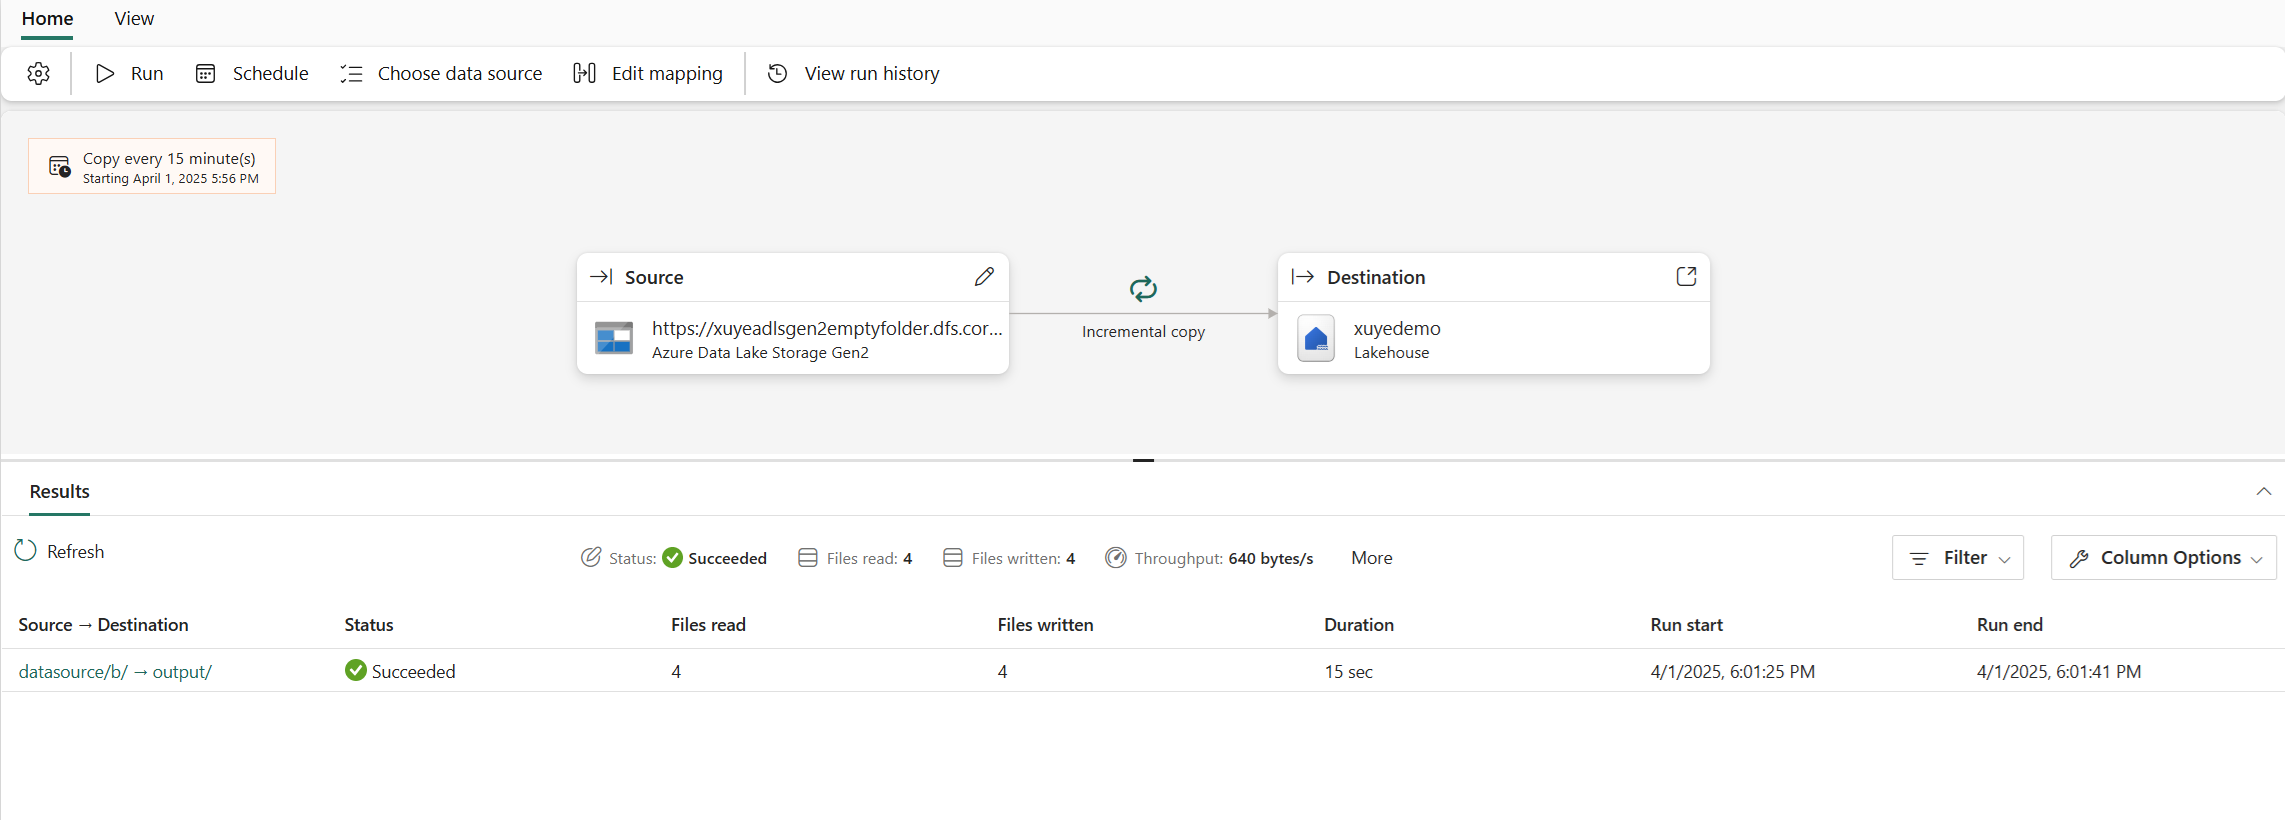 Home View
Run Schedule Choose data source Edit mapping View run history
Copy every 15 minute(s)
Starting April 1, 2025 5:56 PM
Source
https://xuyeadlsgen2emptyfolder.dfs.cor...
Azure Data Lake Storage Gen2
Incremental copy
Destination
xuyedemo
Lakehouse
Results
Refresh
Status: Succeeded Files read: 4 Files written: 4 Throughput: 640 bytes/s More
Filter Column Options
Source → Destination Status Files read Files written Duration Run start Run end
datasource/b/ → output/ Succeeded 4 4 15 sec 4/1/2025, 6:01:25 PM 4/1/2025, 6:01:41 PM